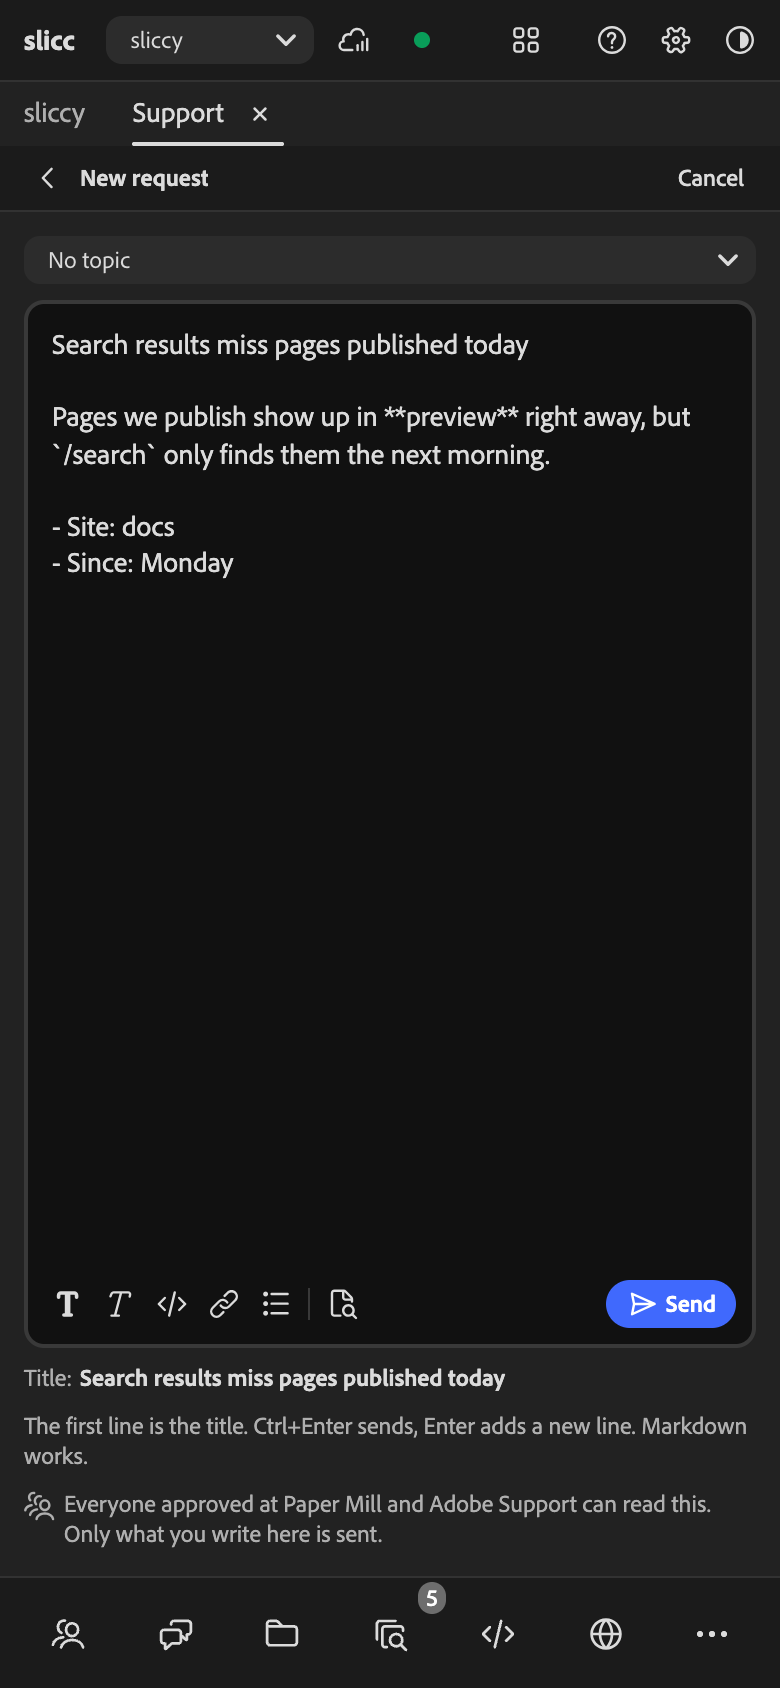 slicc
sliccy
sliccy
Support
New request
Cancel
No topic
Search results miss pages published today
Pages we publish show up in **preview** right away, but
`/search` only finds them the next morning.
- Site: docs
- Since: Monday
Send
Title: Search results miss pages published today
The first line is the title. Ctrl+Enter sends, Enter adds a new line. Markdown
works.
Everyone approved at Paper Mill and Adobe Support can read this.
Only what you write here is sent.
5